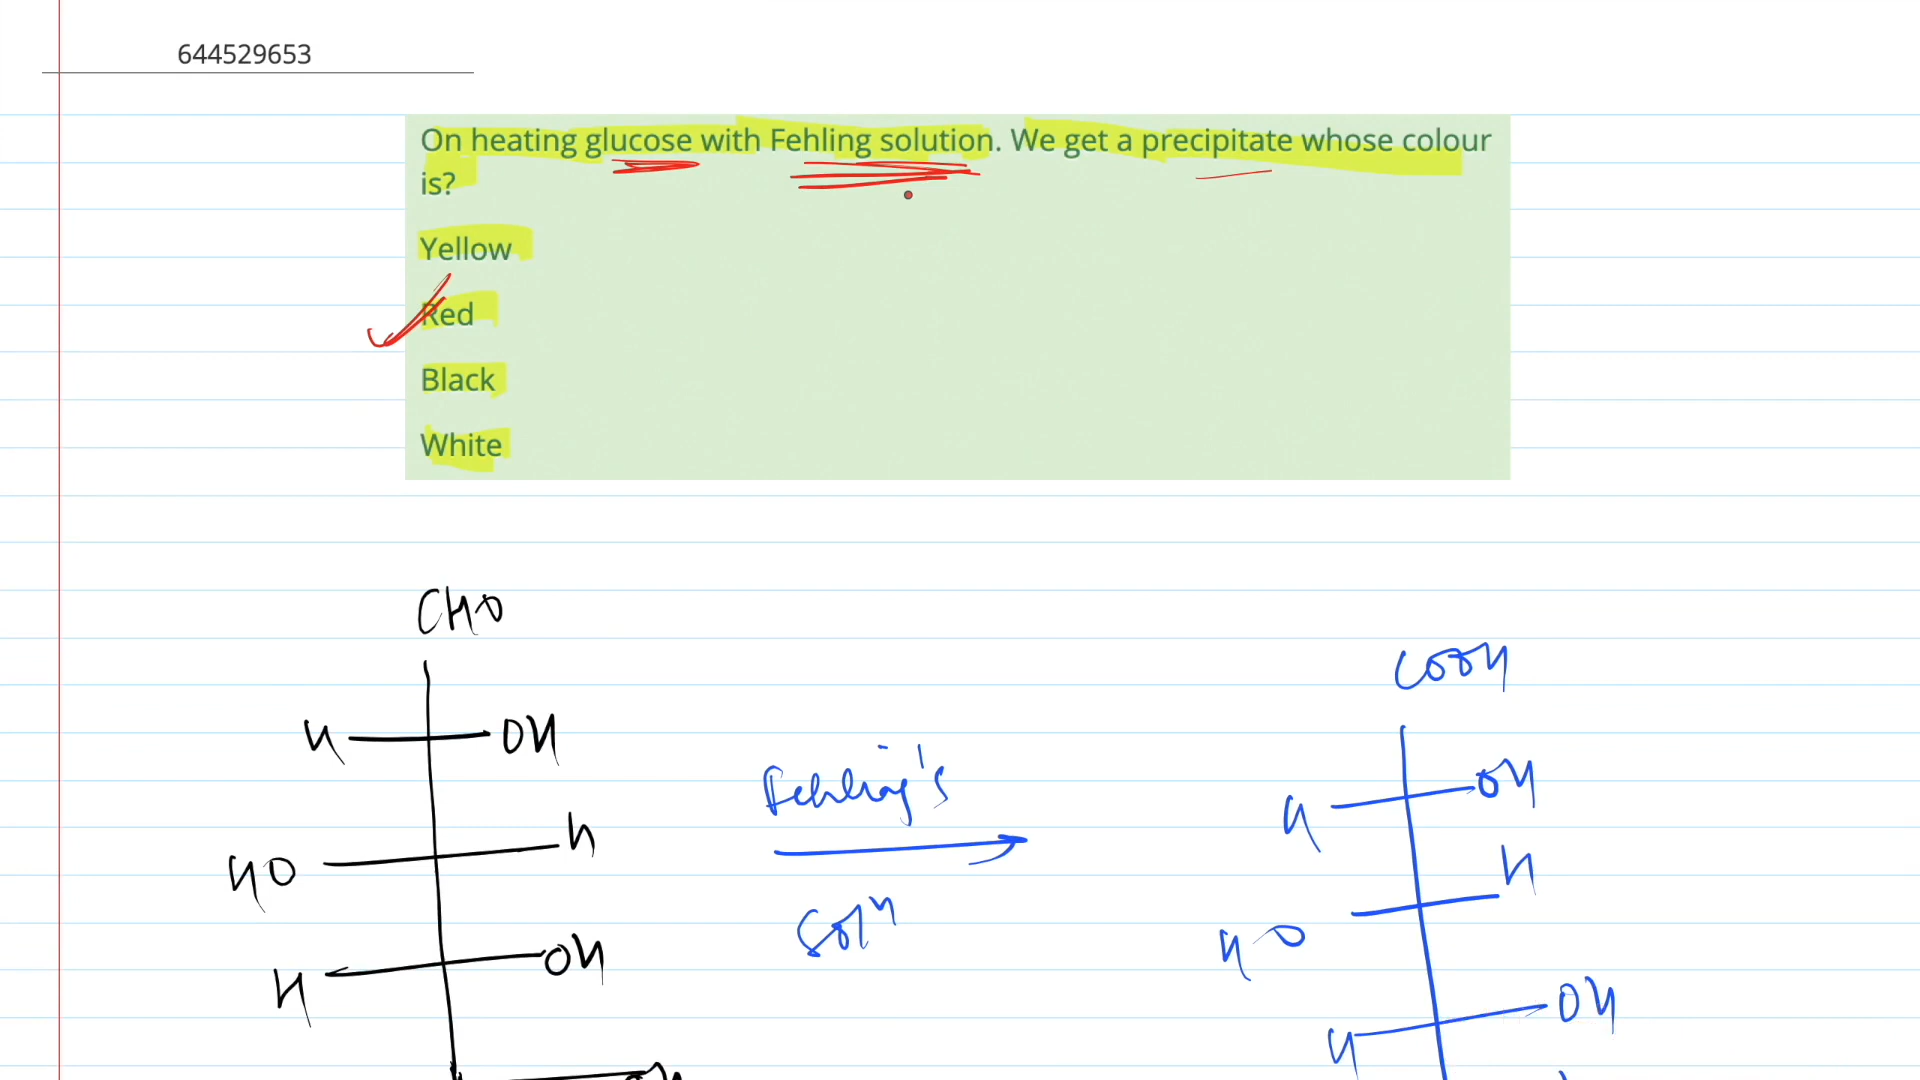 644529653
On heating glucose with Fehling solution. We get a precipitate whose colour
is?
Yellow
Red
Black
White
CHO
H OH
HO H
H OH
OH
Fehling's
Solⁿ
COOH
H OH
HO H
H OH